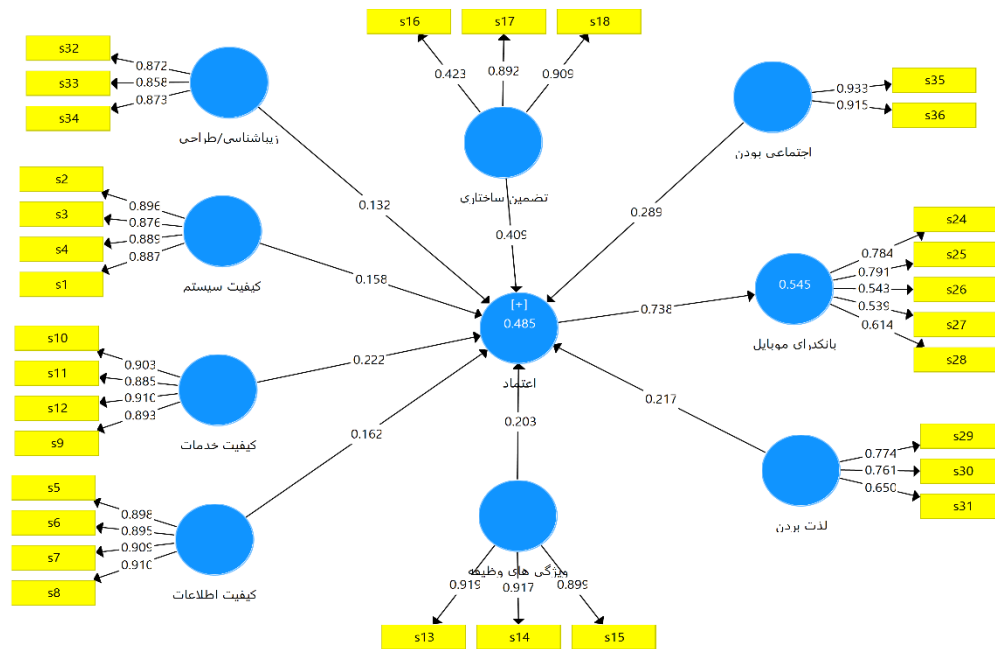 s16
s17
s18
0.423
0.892
0.909
تضمین ساختاری
0.409
s32
s33
s34
0.872
0.858
0.873
زیباشناسی/طراحی
0.132
s35
s36
0.933
0.915
اجتماعی بودن
0.289
s2
s3
s4
s1
0.896
0.876
0.889
0.887
کیفیت سیستم
0.158
s24
s25
s26
s27
s28
0.784
0.791
0.543
0.539
0.614
0.545
بانکدرای موبایل
0.738
[+]
0.485
اعتماد
s10
s11
s12
s9
0.903
0.885
0.910
0.893
کیفیت خدمات
0.222
s29
s30
s31
0.774
0.761
0.650
لذت بردن
0.217
s5
s6
s7
s8
0.898
0.895
0.909
0.910
کیفیت اطلاعات
0.162
0.203
ویژگی های وظیفه
0.919
0.917
0.899
s13
s14
s15